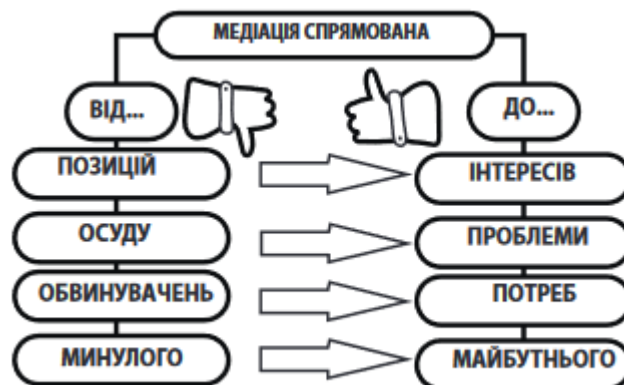 МЕДІАЦІЯ СПРЯМОВАНА
ВІД...
ДО...
ПОЗИЦІЙ
ІНТЕРЕСІВ
ОСУДУ
ПРОБЛЕМИ
ОБВИНУВАЧЕНЬ
ПОТРЕБ
МИНУЛОГО
МАЙБУТНЬОГО